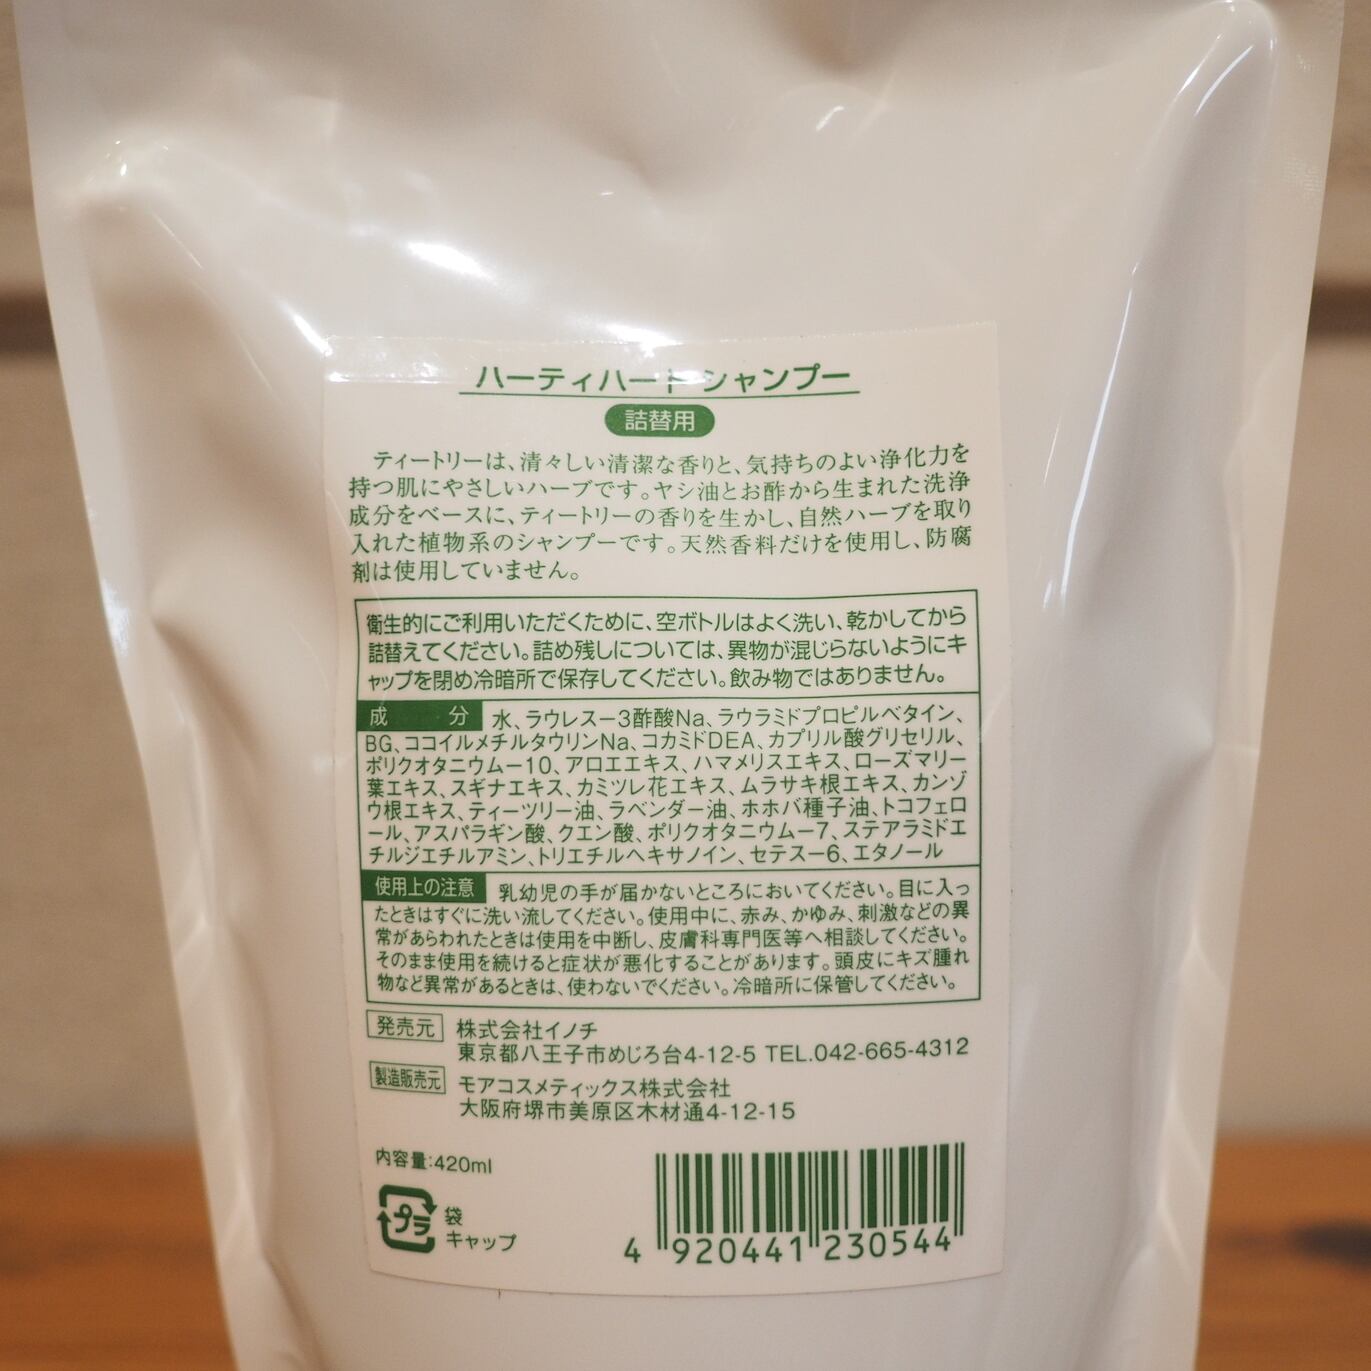 ハーティハート シャンプー
詰替用
ティートリーは、清々しい清潔な香りと、気持ちのよい浄化力を
持つ肌にやさしいハーブです。ヤシ油とお酢から生まれた洗浄
成分をベースに、ティートリーの香りを生かし、自然ハーブを取り
入れた植物系のシャンプーです。天然香料だけを使用し、防腐
剤は使用していません。
衛生的にご利用いただくために、空ボトルはよく洗い、乾かしてから
詰替えてください。詰め残しについては、異物が混じらないようにキ
ャップを閉め冷暗所で保存してください。飲み物ではありません。
成分 水、ラウレスー3酢酸Na、ラウラミドプロピルベタイン、
BG、ココイルメチルタウリンNa、コカミドDEA、カプリル酸グリセリル、
ポリクオタニウムー10、アロエエキス、ハマメリスエキス、ローズマリー
葉エキス、スギナエキス、カミツレ花エキス、ムラサキ根エキス、カンゾ
ウ根エキス、ティーツリー油、ラベンダー油、ホホバ種子油、トコフェロ
ール、アスパラギン酸、クエン酸、ポリクオタニウムー7、ステアラミドエ
チルジエチルアミン、トリエチルヘキサノイン、セテスー6、エタノール
使用上の注意 乳幼児の手が届かないところにおいてください。目に入っ
たときはすぐに洗い流してください。使用中に、赤み、かゆみ、刺激などの異
常があらわれたときは使用を中断し、皮膚科専門医等へ相談してください。
そのまま使用を続けると症状が悪化することがあります。頭皮にキズ腫れ
物など異常があるときは、使わないでください。冷暗所に保管してください。
発売元 株式会社イノチ
東京都八王子市めじろ台4-12-5 TEL.042-665-4312
製造販売元 モアコスメティックス株式会社
大阪府堺市美原区木材通4-12-15
内容量:420ml
プラ 袋
キャップ
4 920441 230544